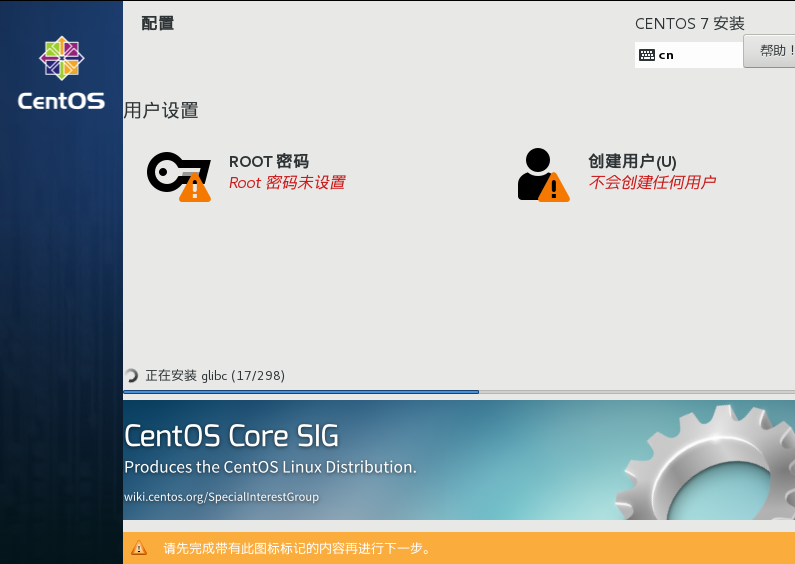 配置
CENTOS 7 安装
cn
帮助！
CentOS
用户设置
ROOT 密码
Root 密码未设置
创建用户(U)
不会创建任何用户
正在安装 glibc (17/298)
CentOS Core SIG
Produces the CentOS Linux Distribution.
wiki.centos.org/SpecialInterestGroup
请先完成带有此图标标记的内容再进行下一步。